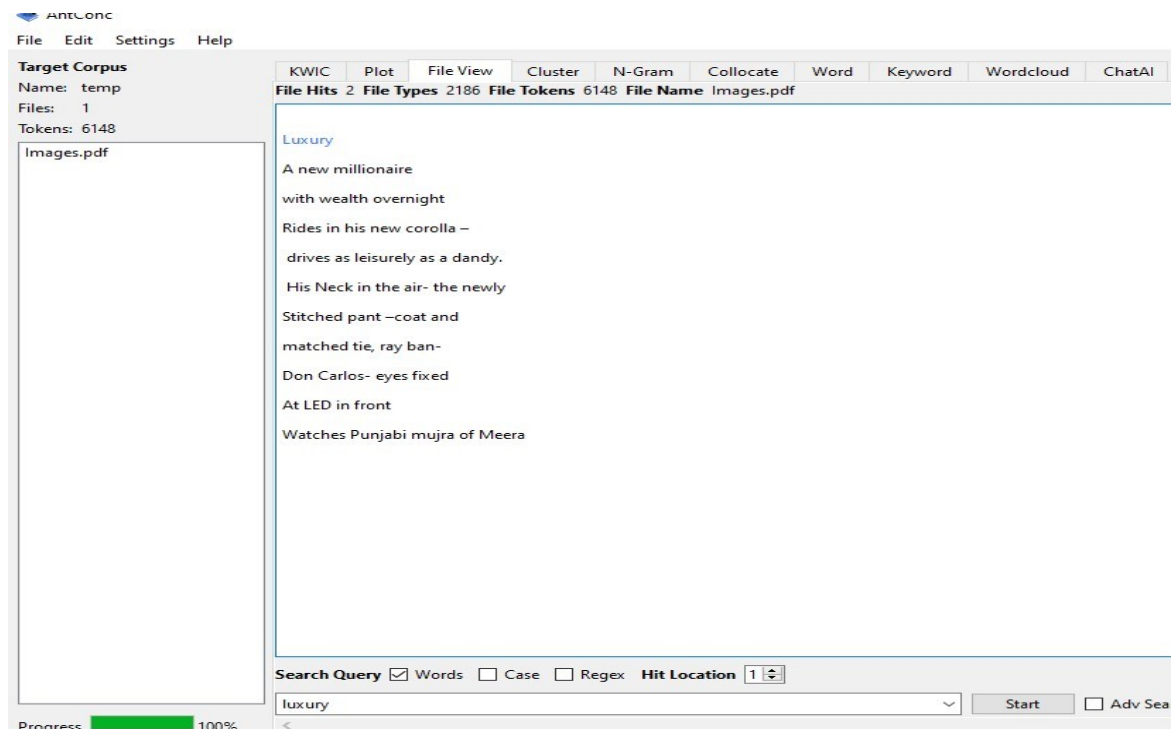 AntConc
File Edit Settings Help
Target Corpus
Name: temp
Files: 1
Tokens: 6148
Images.pdf
KWIC Plot File View Cluster N-Gram Collocate Word Keyword Wordcloud ChatAI
File Hits 2 File Types 2186 File Tokens 6148 File Name Images.pdf
Luxury
A new millionaire
with wealth overnight
Rides in his new corolla –
drives as leisurely as a dandy.
His Neck in the air- the newly
Stitched pant –coat and
matched tie, ray ban-
Don Carlos- eyes fixed
At LED in front
Watches Punjabi mujra of Meera
Search Query Words Case Regex Hit Location 1
luxury Start Adv Sea
Progress 100%